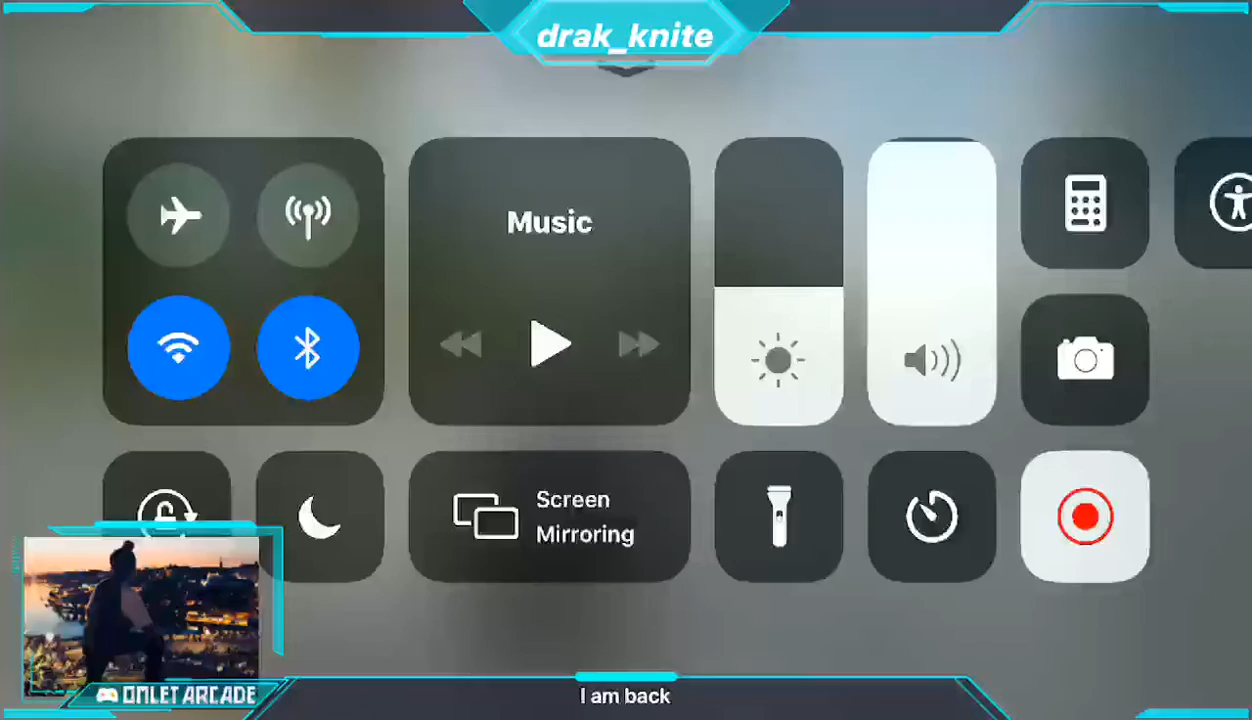 drak_knite
Music
Screen
Mirroring
OMLET ARCADE
I am back